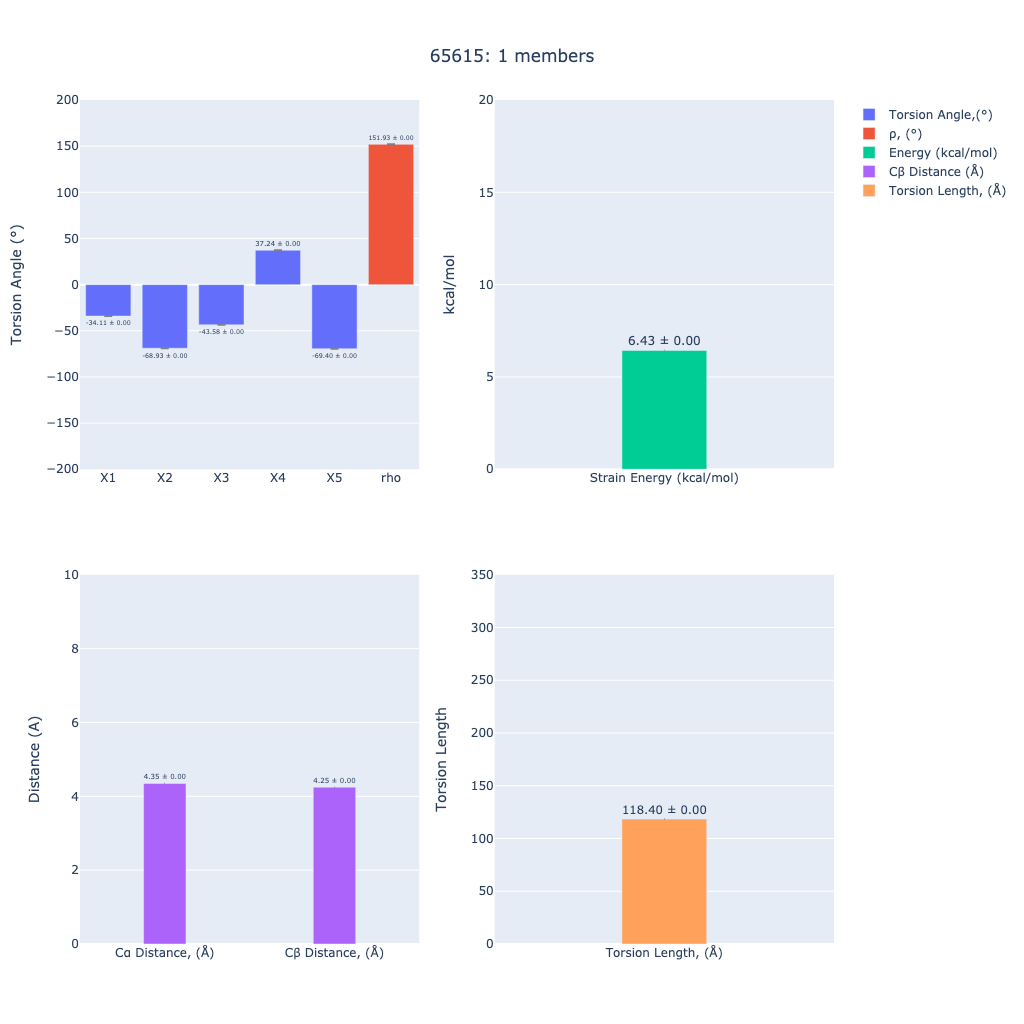 65615: 1 members
200
150
100
50
0
−50
−100
−150
−200
Torsion Angle (°)
-34.11 ± 0.00
-68.93 ± 0.00
-43.58 ± 0.00
37.24 ± 0.00
-69.40 ± 0.00
151.93 ± 0.00
X1 X2 X3 X4 X5 rho
20
15
10
5
0
kcal/mol
6.43 ± 0.00
Strain Energy (kcal/mol)
Torsion Angle,(°)
ρ, (°)
Energy (kcal/mol)
Cβ Distance (Å)
Torsion Length, (Å)
10
8
6
4
2
0
Distance (A)
4.35 ± 0.00
4.25 ± 0.00
Cα Distance, (Å) Cβ Distance, (Å)
350
300
250
200
150
100
50
0
Torsion Length
118.40 ± 0.00
Torsion Length, (Å)